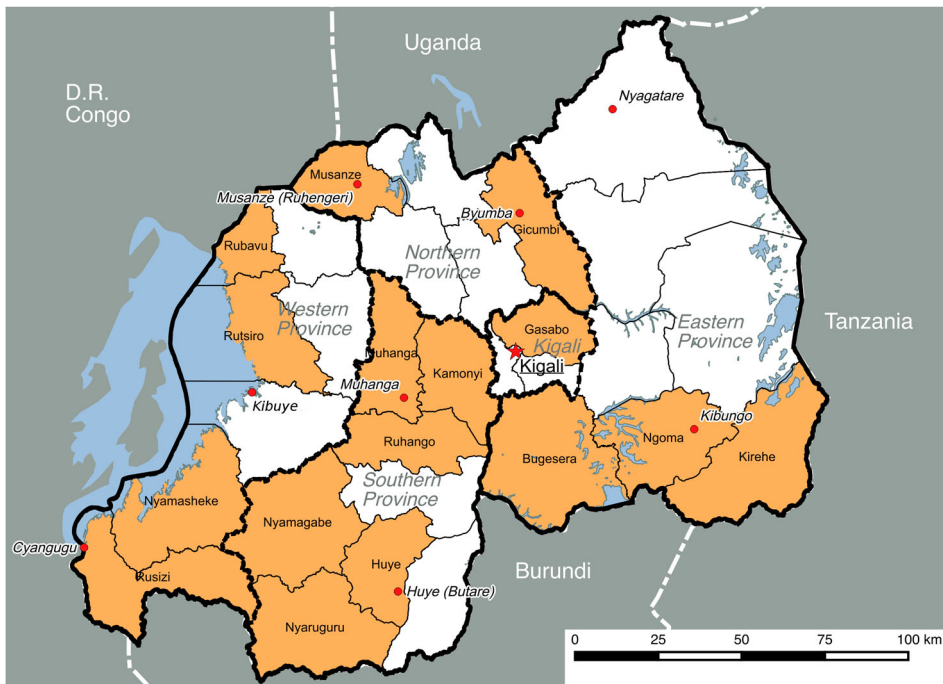 Uganda
D.R.
Congo
Nyagatare
Musanze
Musanze (Ruhengeri)
Byumba
Gicumbi
Rubavu
Northern
Province
Western
Province
Rutsiro
Gasabo
Kigali
Kigali
Eastern
Province
Tanzania
Muhanga
Kamonyi
Muhanga
Kibuye
Kibungo
Ngoma
Kirehe
Ruhango
Bugesera
Southern
Province
Nyamasheke
Nyamagabe
Cyangugu
Rusizi
Huye
Burundi
Huye (Butare)
Nyaruguru
0 25 50 75 100 km